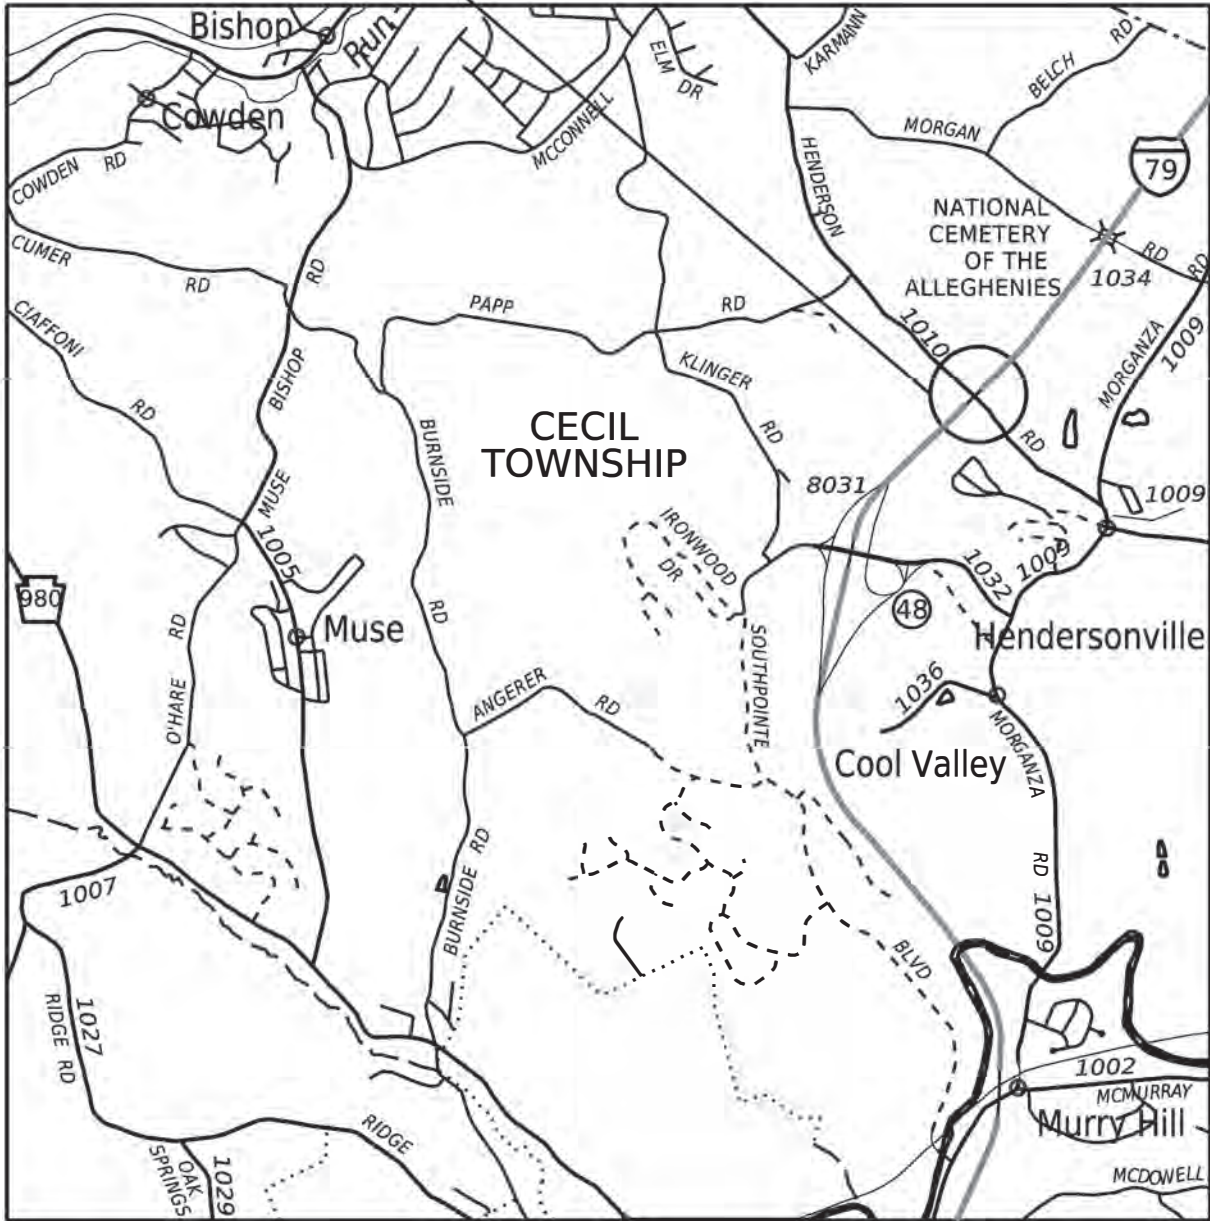 Bishop
Run
Cowden
COWDEN RD
CUMER RD
CIAFFONI RD
BISHOP RD
MUSE
1005
980
Muse
O'HARE RD
1007
1027
RIDGE RD
OAK SPRINGS
1029
RIDGE
ELM DR
MCCONNELL
PAPP RD
KLINGER RD
BURNSIDE RD
CECIL
TOWNSHIP
ANGERER RD
BURNSIDE RD
IRONWOOD DR
SOUTHPOINTE BLVD
KARMANN
BELCH RD
MORGAN RD
HENDERSON RD
79
NATIONAL
CEMETERY
OF THE
ALLEGHENIES
1034
RD
1010
MORGANZA
1009
8031
1009
1032
1009
48
Hendersonville
1036
Cool Valley
MORGANZA RD 1009
1002
MCMURRAY
Murry Hill
MCDOWELL